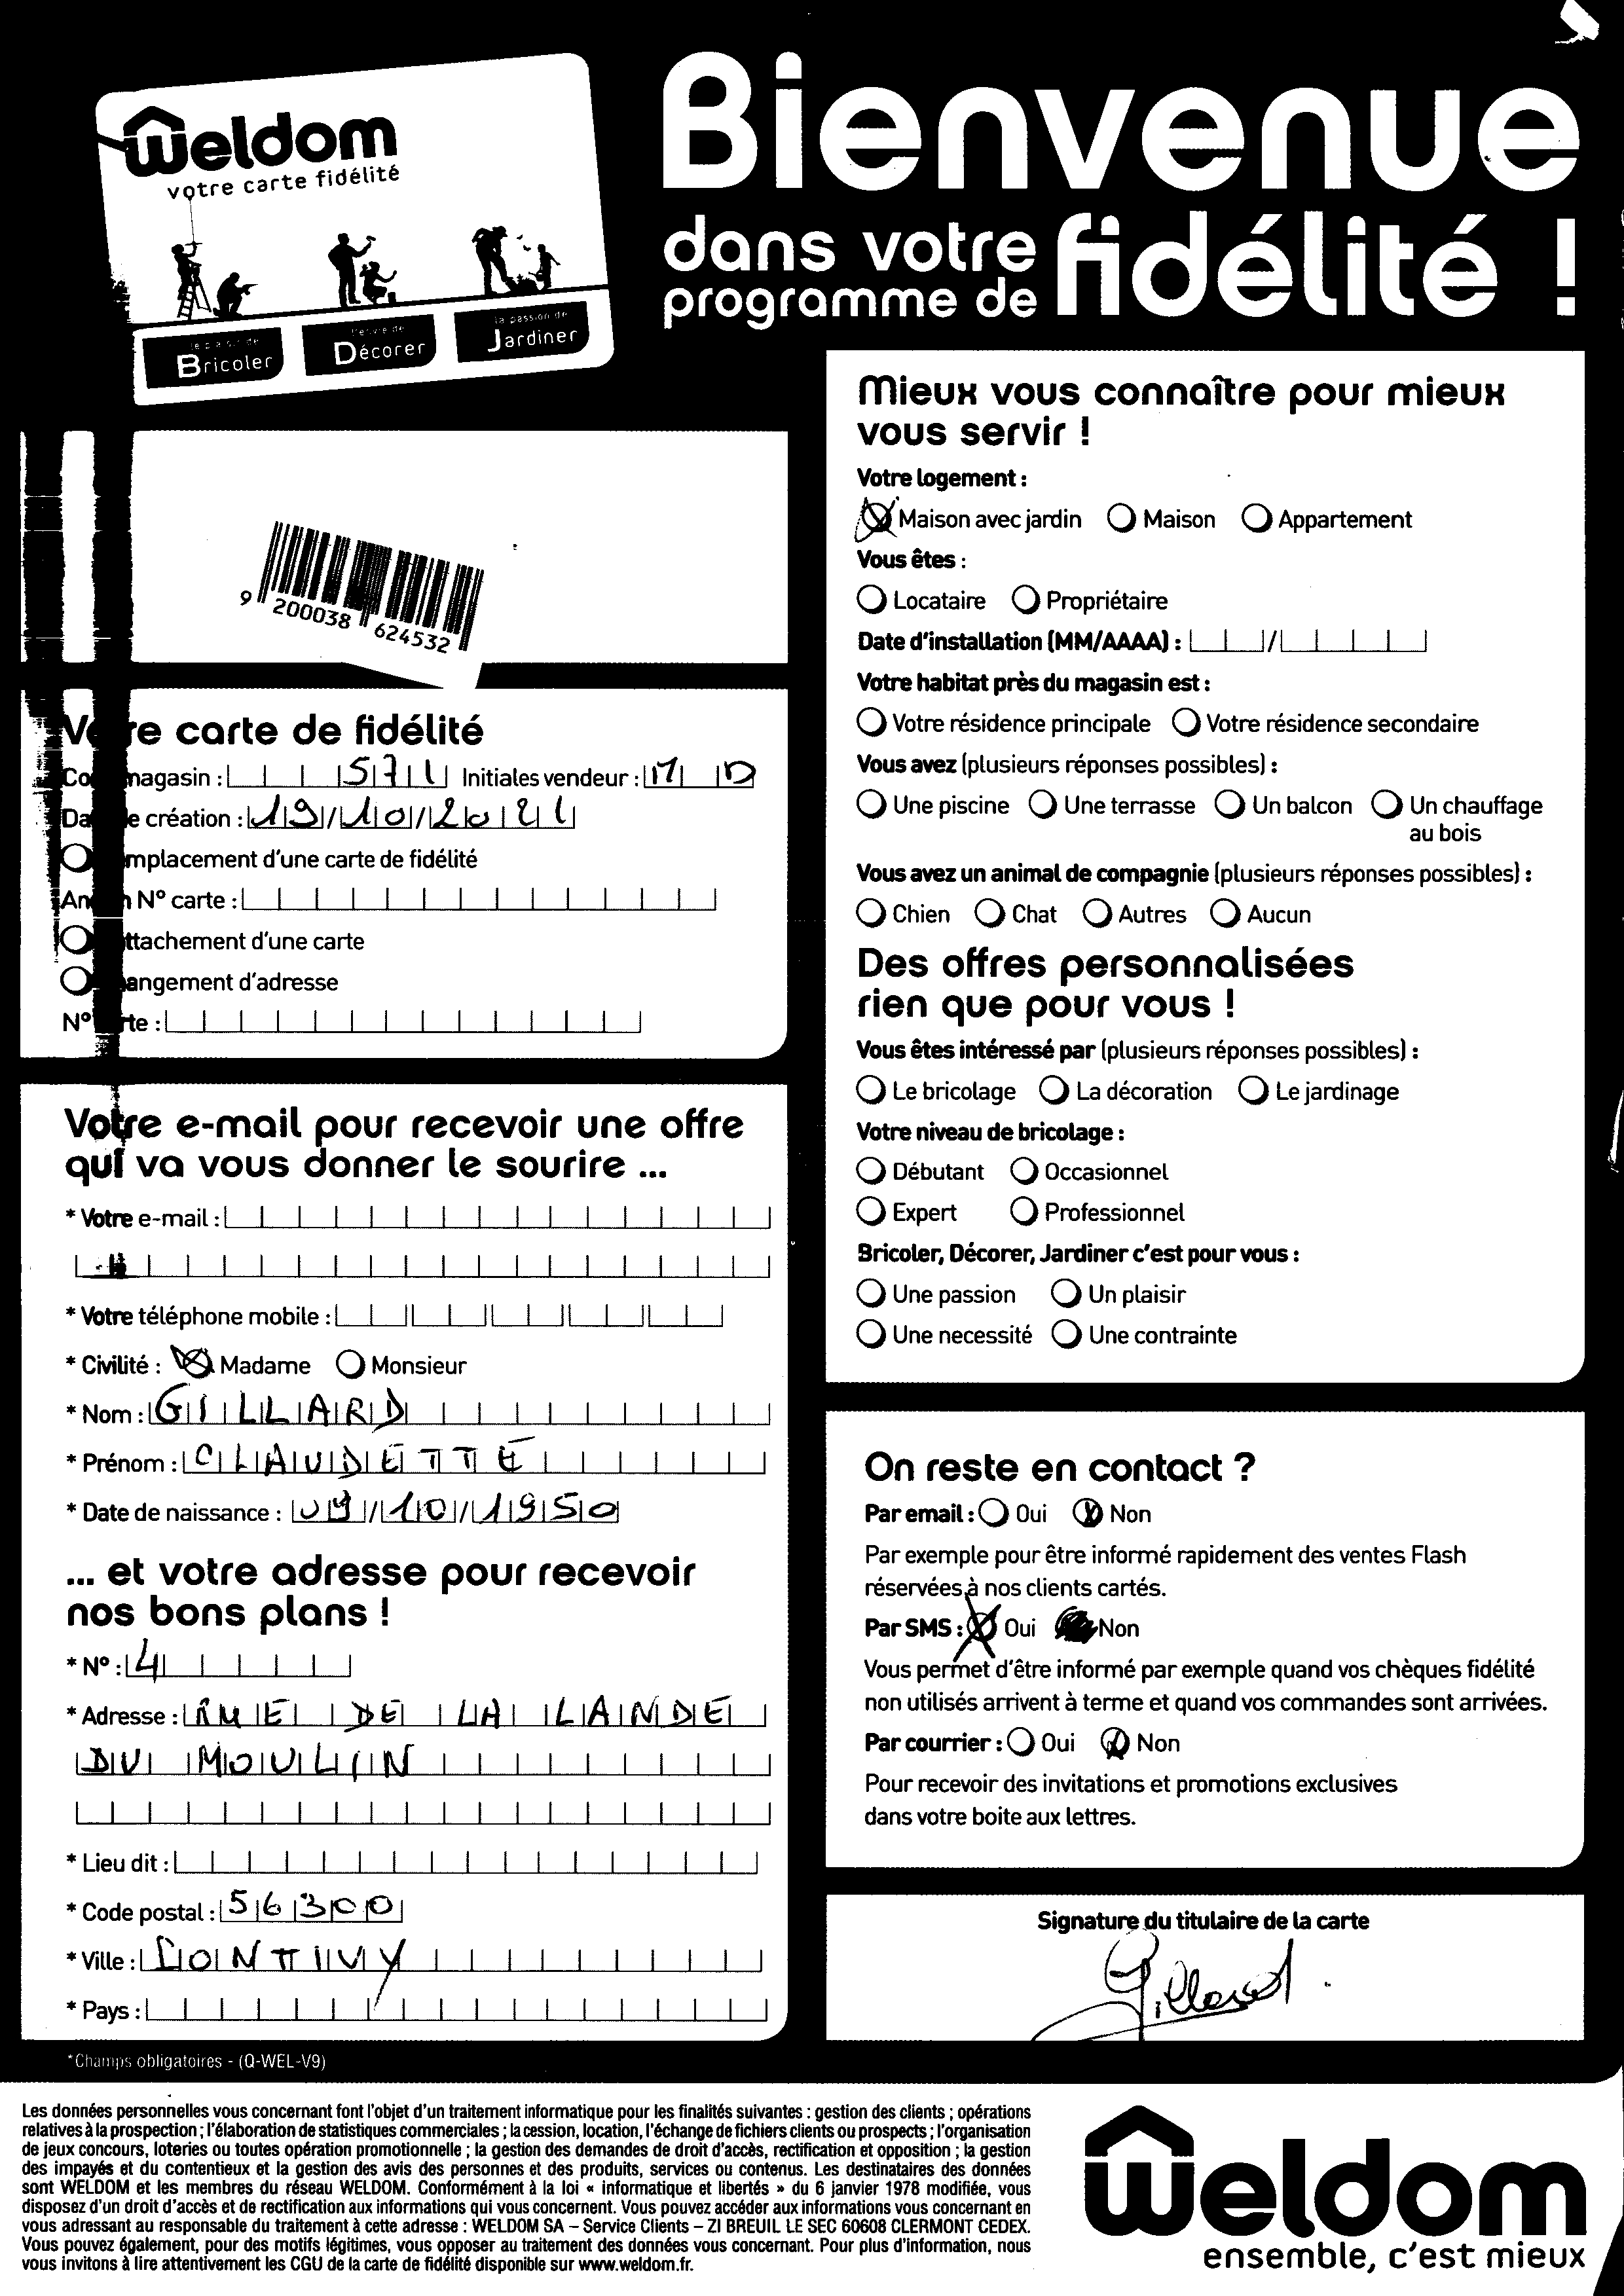 Weldom
votre carte fidélité
Bricoler
l'envie de
Décorer
la passion de
Jardiner
Bienvenue
dans votre
programme de fidélité !
9 200038 624532
Votre carte de fidélité
magasin : 571 Initiales vendeur : M D
e création : 19/10/2021
mplacement d'une carte de fidélité
N° carte :
ttachement d'une carte
angement d'adresse
N° rte :
Votre e-mail pour recevoir une offre
qui va vous donner le sourire ...
* Votre e-mail :
* Votre téléphone mobile :
* Civilité : Madame Monsieur
* Nom : GILLARD
* Prénom : CLAUDETTE
* Date de naissance : /10/1950
... et votre adresse pour recevoir
nos bons plans !
* N° : 4
* Adresse : RUE DE LA LANDE
DU MOULIN
* Lieu dit :
* Code postal : 56300
* Ville : PONTIVY
* Pays :
*Champs obligatoires - (Q-WEL-V9)
Mieux vous connaître pour mieux
vous servir !
Votre logement :
Maison avec jardin Maison Appartement
Vous êtes :
Locataire Propriétaire
Date d'installation (MM/AAAA) : /
Votre habitat près du magasin est :
Votre résidence principale Votre résidence secondaire
Vous avez (plusieurs réponses possibles) :
Une piscine Une terrasse Un balcon Un chauffage
au bois
Vous avez un animal de compagnie (plusieurs réponses possibles) :
Chien Chat Autres Aucun
Des offres personnalisées
rien que pour vous !
Vous êtes intéressé par (plusieurs réponses possibles) :
Le bricolage La décoration Le jardinage
Votre niveau de bricolage :
Débutant Occasionnel
Expert Professionnel
Bricoler, Décorer, Jardiner c'est pour vous :
Une passion Un plaisir
Une necessité Une contrainte
On reste en contact ?
Par email : Oui Non
Par exemple pour être informé rapidement des ventes Flash
réservées à nos clients cartés.
Par SMS : Oui Non
Vous permet d'être informé par exemple quand vos chèques fidélité
non utilisés arrivent à terme et quand vos commandes sont arrivées.
Par courrier : Oui Non
Pour recevoir des invitations et promotions exclusives
dans votre boite aux lettres.
Signature du titulaire de la carte
Gillard
Les données personnelles vous concernant font l'objet d'un traitement informatique pour les finalités suivantes : gestion des clients ; opérations
relatives à la prospection ; l'élaboration de statistiques commerciales ; la cession, location, l'échange de fichiers clients ou prospects ; l'organisation
de jeux concours, loteries ou toutes opération promotionnelle ; la gestion des demandes de droit d'accès, rectification et opposition ; la gestion
des impayés et du contentieux et la gestion des avis des personnes et des produits, services ou contenus. Les destinataires des données
sont WELDOM et les membres du réseau WELDOM. Conformément à la loi « informatique et libertés » du 6 janvier 1978 modifiée, vous
disposez d'un droit d'accès et de rectification aux informations qui vous concernent. Vous pouvez accéder aux informations vous concernant en
vous adressant au responsable du traitement à cette adresse : WELDOM SA – Service Clients – ZI BREUIL LE SEC 60608 CLERMONT CEDEX.
Vous pouvez également, pour des motifs légitimes, vous opposer au traitement des données vous concernant. Pour plus d'information, nous
vous invitons à lire attentivement les CGU de la carte de fidélité disponible sur www.weldom.fr.
Weldom
ensemble, c'est mieux